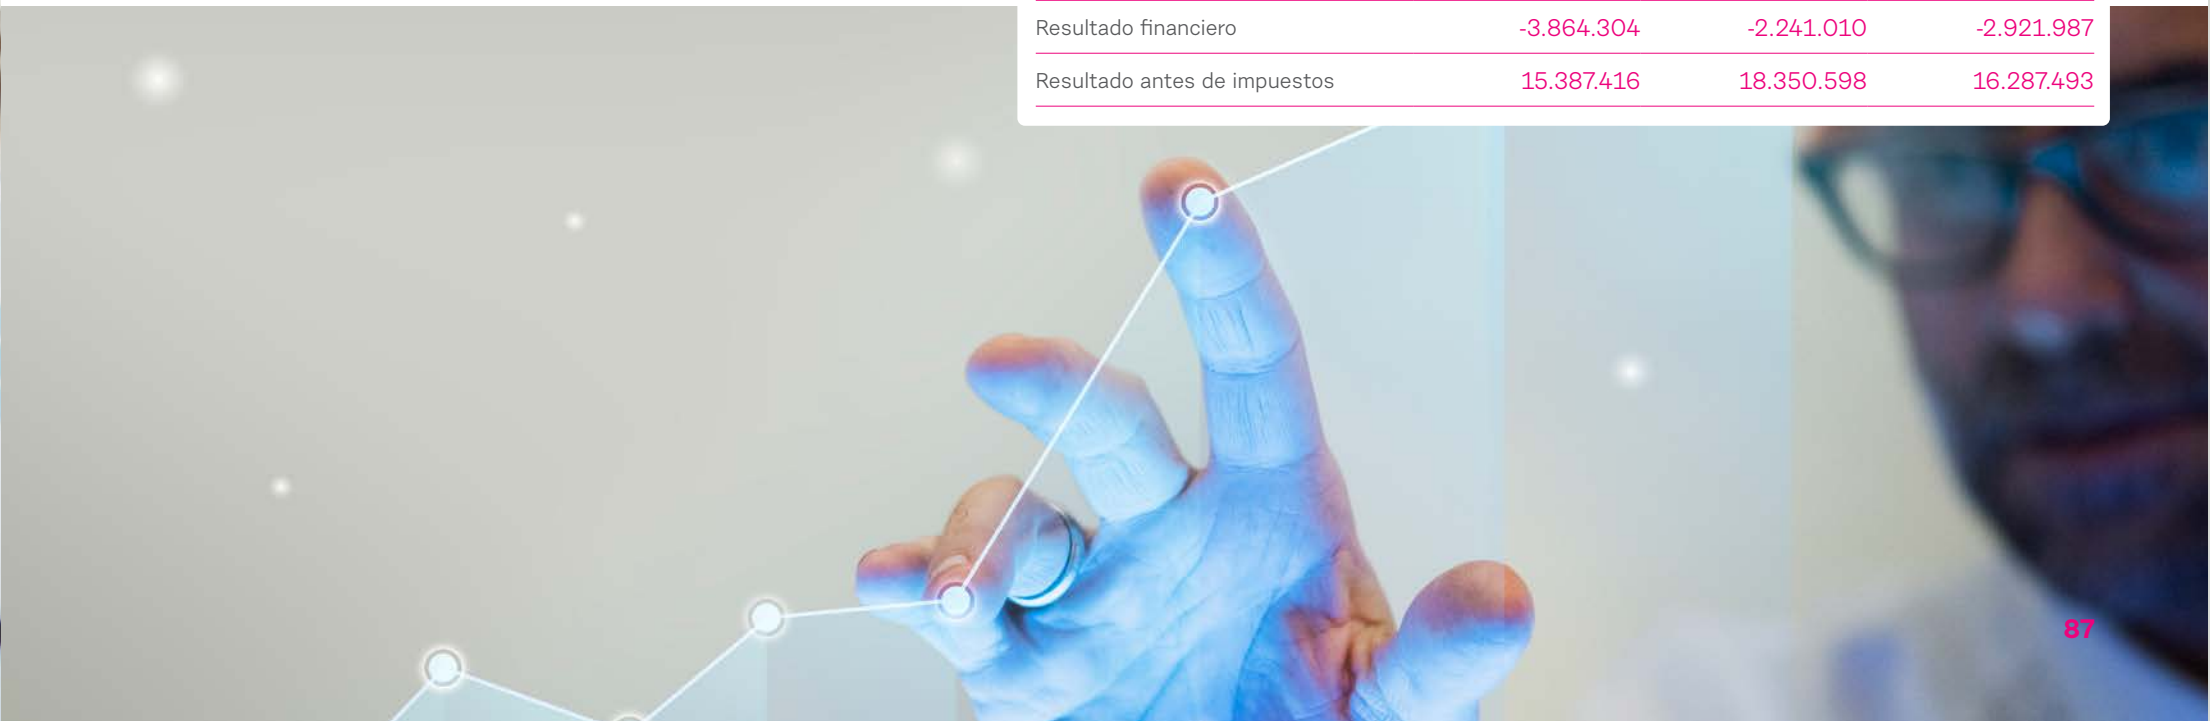 Resultado financiero -3.864.304 -2.241.010 -2.921.987
Resultado antes de impuestos 15.387.416 18.350.598 16.287.493
87